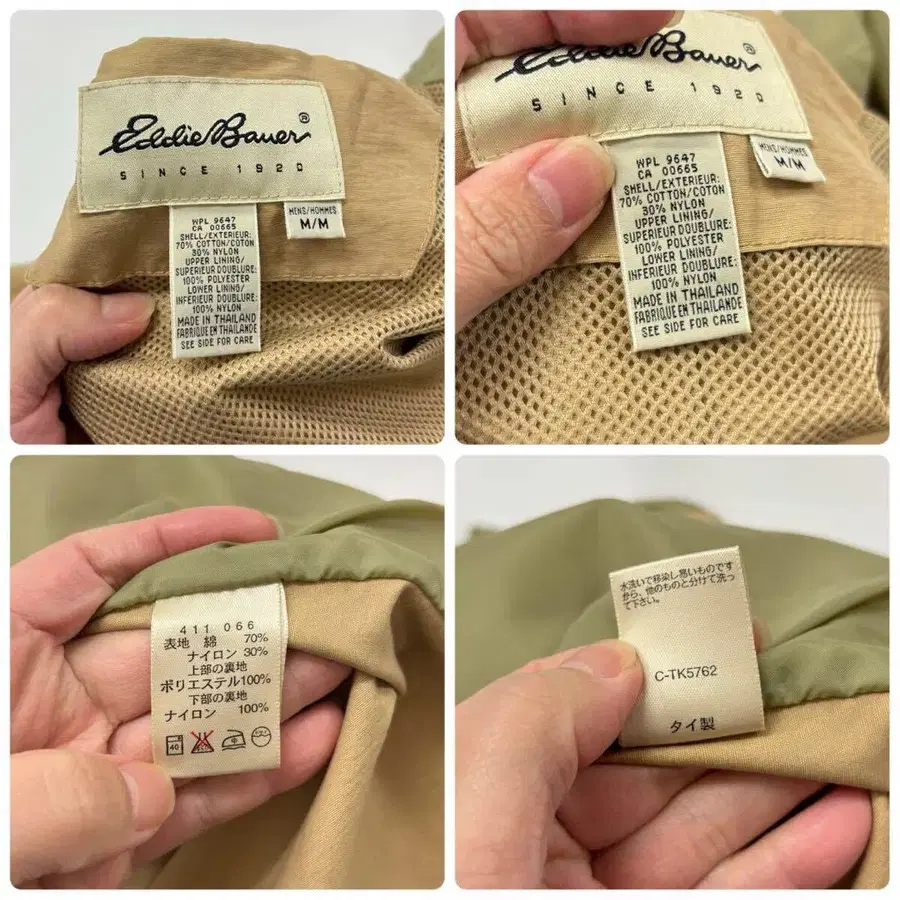 Eddie Bauer®
SINCE 1920
MENS/HOMMES
M/M
WPL 9647
CA 00665
SHELL/EXTERIEUR:
70% COTTON/COTON
30% NYLON
UPPER LINING/
SUPERIEUR DOUBLURE:
100% POLYESTER
LOWER LINING/
INFERIEUR DOUBLURE:
100% NYLON
MADE IN THAILAND
FABRIQUE EN THAILANDE
SEE SIDE FOR CARE
Eddie Bauer®
SINCE 1920
MENS/HOMMES
M/M
WPL 9647
CA 00665
SHELL/EXTERIEUR:
70% COTTON/COTON
30% NYLON
UPPER LINING/
SUPERIEUR DOUBLURE:
100% POLYESTER
LOWER LINING/
INFERIEUR DOUBLURE:
100% NYLON
MADE IN THAILAND
FABRIQUE EN THAILANDE
SEE SIDE FOR CARE
411 066
表地 綿 70%
ナイロン 30%
上部の裏地
ポリエステル100%
下部の裏地
ナイロン 100%
40
水洗いで移染し易いものです
から、他のものと分けて洗っ
て下さい。
C-TK5762
タイ製